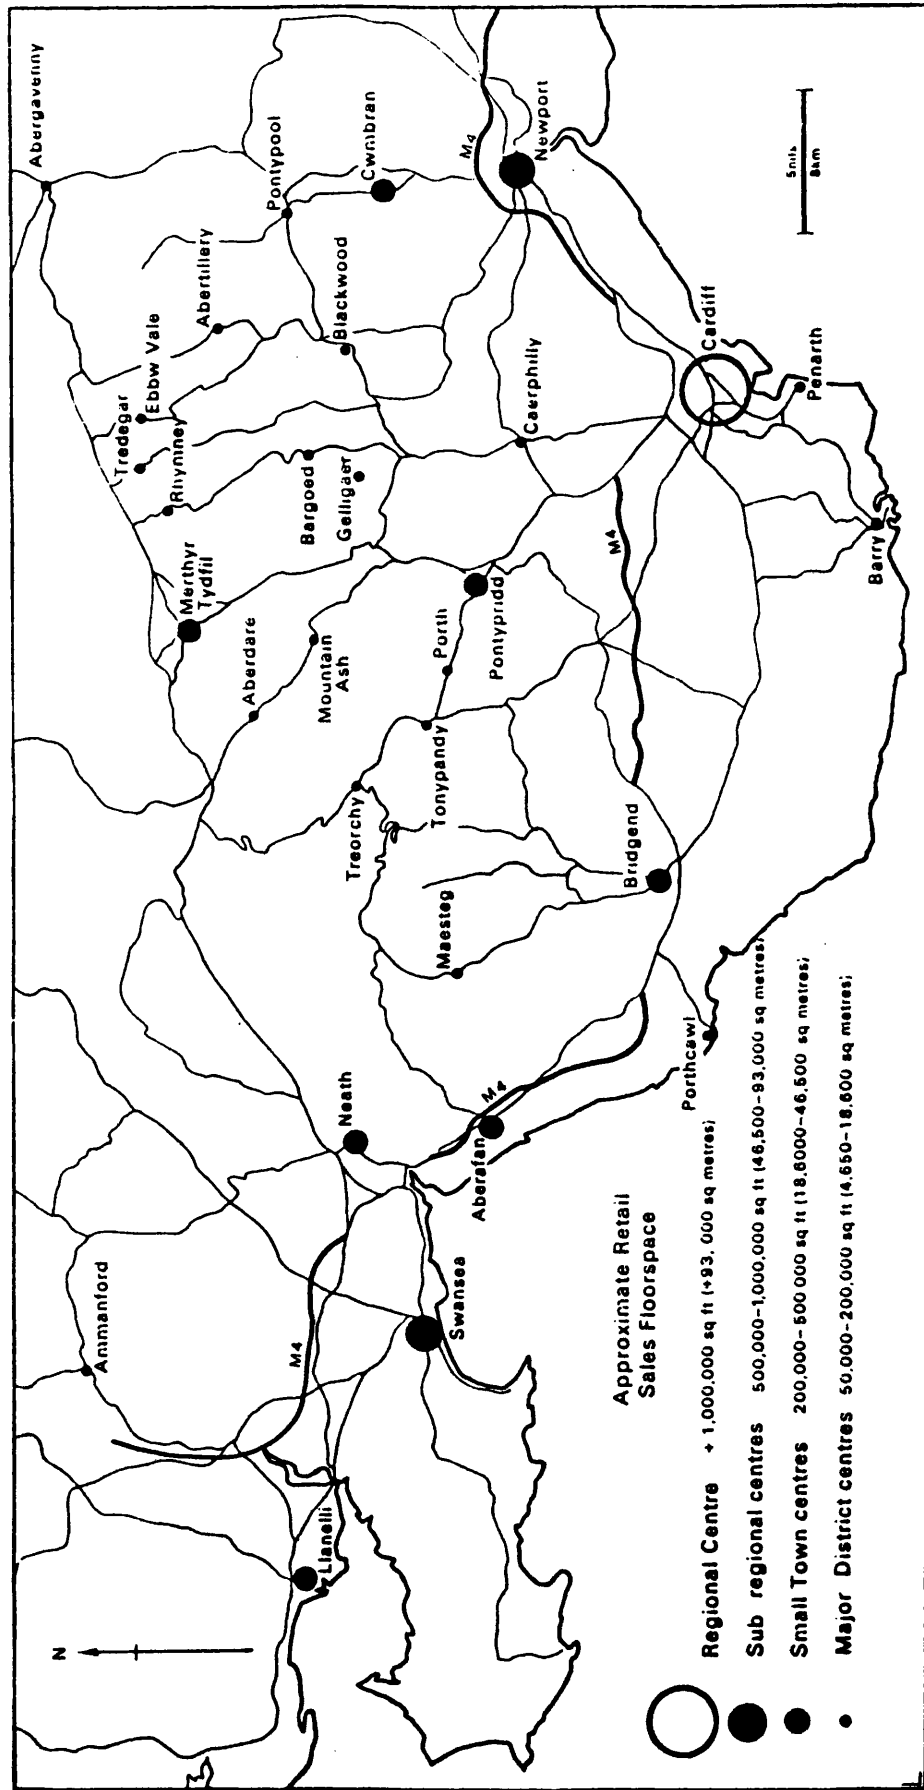 N
Abergavenny
Ammanford
Tredegar
Ebbw Vale
Rhymney
Abertillery
Pontypool
Merthyr
Tydfil
Aberdare
Cwmbran
Bargoed
Gelligaer
Blackwood
Mountain
Ash
M4
Llanelli
Neath
Treorchy
Porth
Tonypandy
Pontypridd
Maesteg
Caerphilly
M4
Newport
Swansea
Aberafan
M4
Bridgend
M4
Cardiff
Porthcawl
Penarth
Barry
5mils
8km
Approximate Retail
Sales Floorspace
Regional Centre + 1,000,000 sq ft (+93, 000 sq metres)
Sub regional centres 500,000-1,000,000 sq ft (46,500-93,000 sq metres)
Small Town centres 200,000-500 000 sq ft (18,6000-46,500 sq metres)
Major District centres 50,000-200,000 sq ft (4,650-18,600 sq metres)